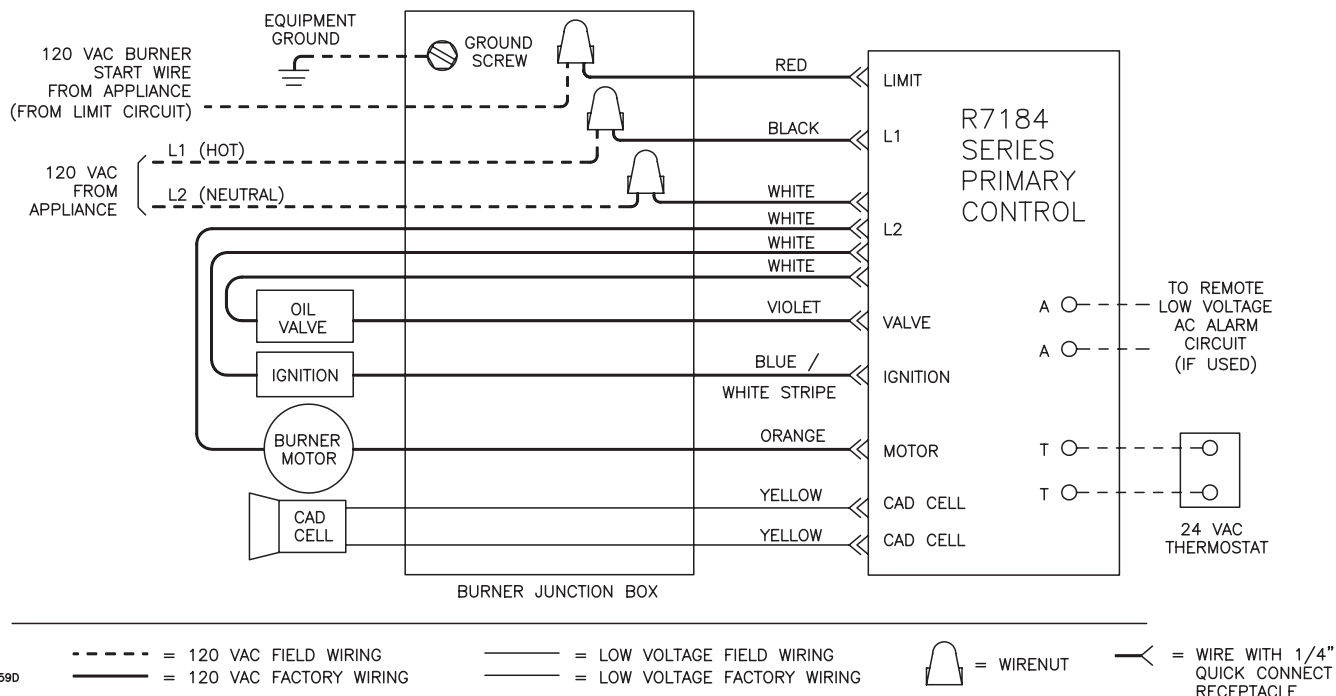 EQUIPMENT
GROUND
GROUND
SCREW
120 VAC BURNER
START WIRE
FROM APPLIANCE
(FROM LIMIT CIRCUIT)
RED
LIMIT
BLACK
L1
R7184
SERIES
PRIMARY
CONTROL
L1 (HOT)
120 VAC
FROM
APPLIANCE
L2 (NEUTRAL)
WHITE
WHITE
L2
WHITE
WHITE
OIL
VALVE
VIOLET
VALVE
A
A
TO REMOTE
LOW VOLTAGE
AC ALARM
CIRCUIT
(IF USED)
IGNITION
BLUE /
WHITE STRIPE
IGNITION
BURNER
MOTOR
ORANGE
MOTOR
T
T
24 VAC
THERMOSTAT
CAD
CELL
YELLOW
CAD CELL
YELLOW
CAD CELL
BURNER JUNCTION BOX
= 120 VAC FIELD WIRING
= 120 VAC FACTORY WIRING
= LOW VOLTAGE FIELD WIRING
= LOW VOLTAGE FACTORY WIRING
= WIRENUT
= WIRE WITH 1/4"
QUICK CONNECT
RECEPTACLE
59D